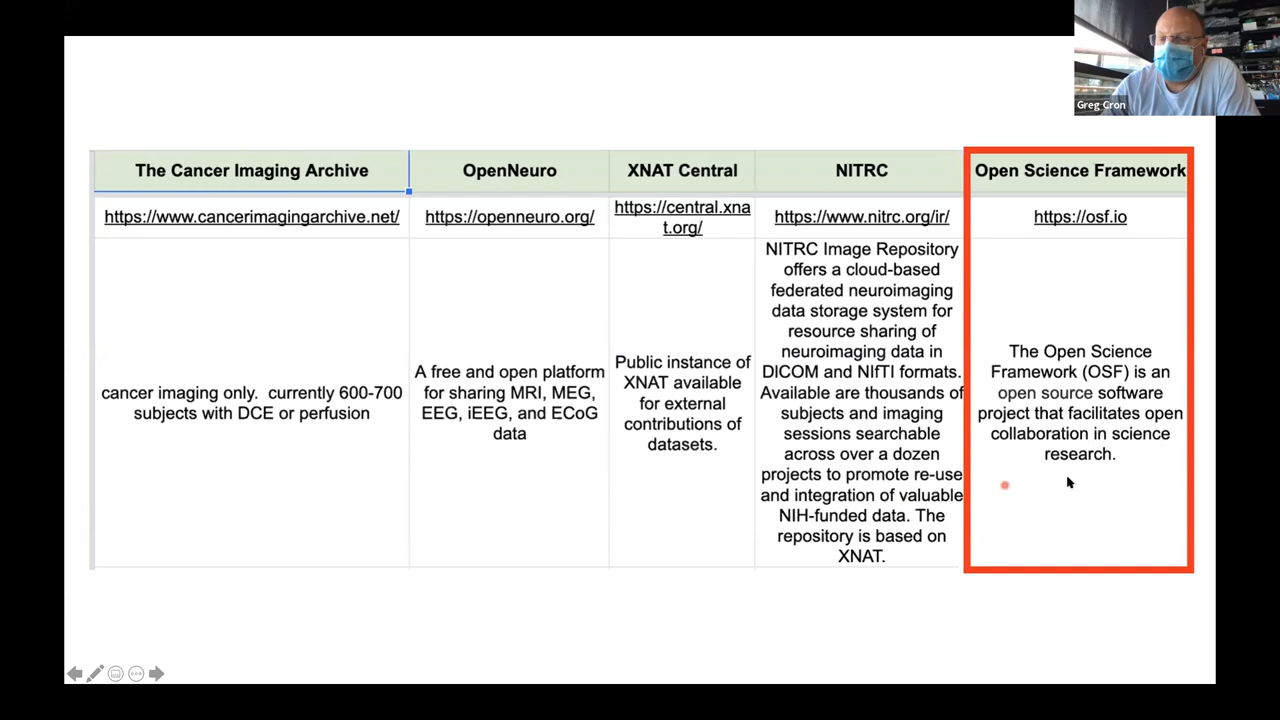 Greg Cron
The Cancer Imaging Archive
OpenNeuro
XNAT Central
NITRC
Open Science Framework
https://www.cancerimagingarchive.net/
https://openneuro.org/
https://central.xna
t.org/
https://www.nitrc.org/ir/
https://osf.io
cancer imaging only.  currently 600-700
subjects with DCE or perfusion
A free and open platform
for sharing MRI, MEG,
EEG, iEEG, and ECoG
data
Public instance of
XNAT available
for external
contributions of
datasets.
NITRC Image Repository
offers a cloud-based
federated neuroimaging
data storage system for
resource sharing of
neuroimaging data in
DICOM and NIfTI formats.
Available are thousands of
subjects and imaging
sessions searchable
across over a dozen
projects to promote re-use
and integration of valuable
NIH-funded data. The
repository is based on
XNAT.
The Open Science
Framework (OSF) is an
open source software
project that facilitates open
collaboration in science
research.